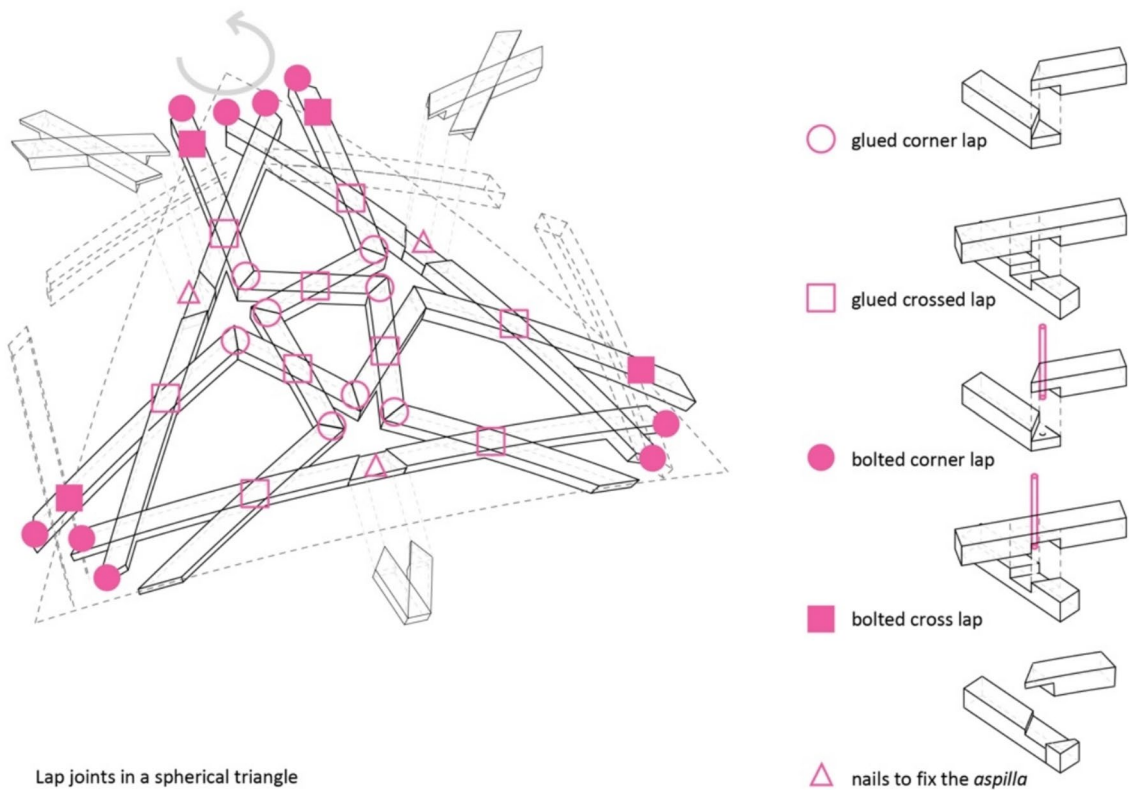 glued corner lap
glued crossed lap
bolted corner lap
bolted cross lap
nails to fix the aspilla
Lap joints in a spherical triangle